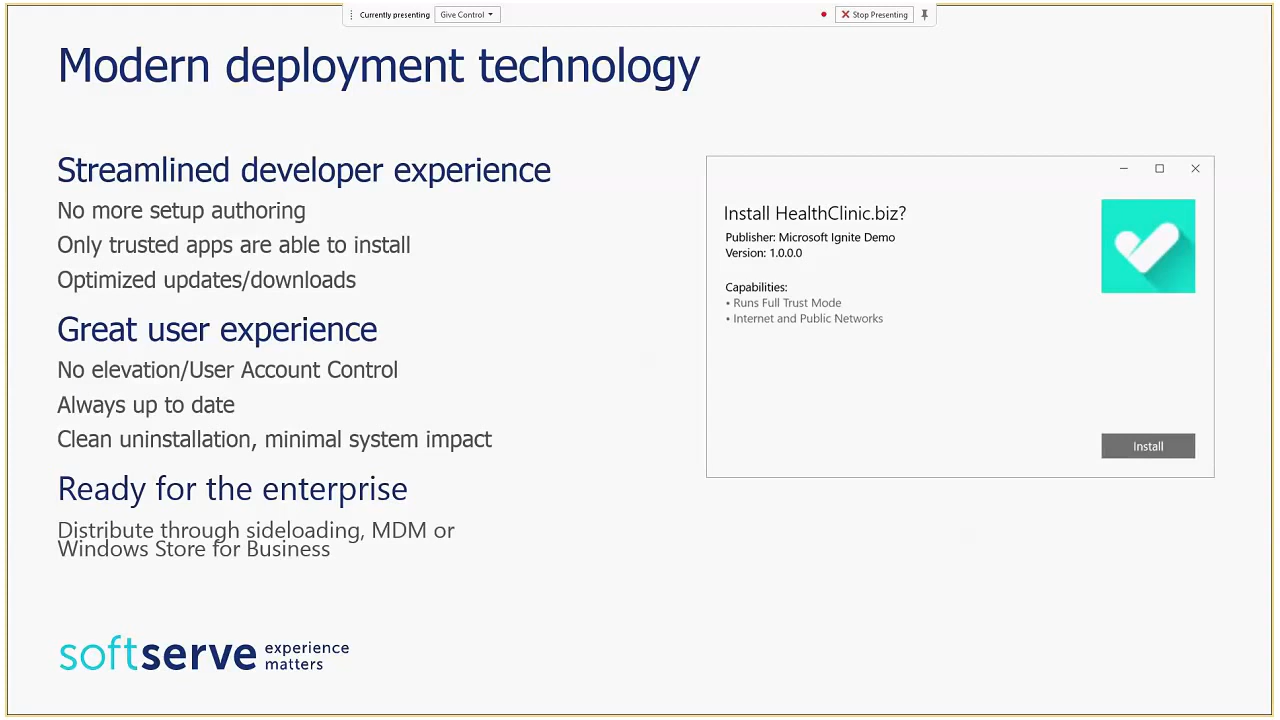 Currently presenting
Give Control
Stop Presenting
Modern deployment technology
Streamlined developer experience
No more setup authoring
Only trusted apps are able to install
Optimized updates/downloads
Great user experience
No elevation/User Account Control
Always up to date
Clean uninstallation, minimal system impact
Ready for the enterprise
Distribute through sideloading, MDM or
Windows Store for Business
Install HealthClinic.biz?
Publisher: Microsoft Ignite Demo
Version: 1.0.0.0
Capabilities:
• Runs Full Trust Mode
• Internet and Public Networks
Install
softserve experience
matters